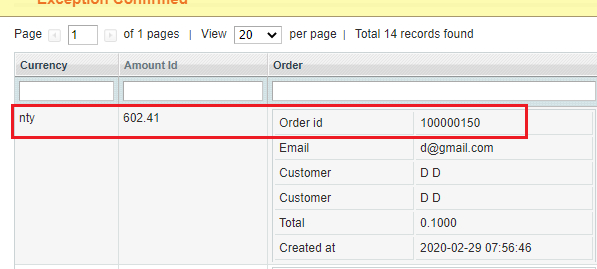 Exception Confirmed
Page 1 of 1 pages | View 20 per page | Total 14 records found
Currency Amount Id Order
nty 602.41 Order id 100000150
Email d@gmail.com
Customer D D
Customer D D
Total 0.1000
Created at 2020-02-29 07:56:46